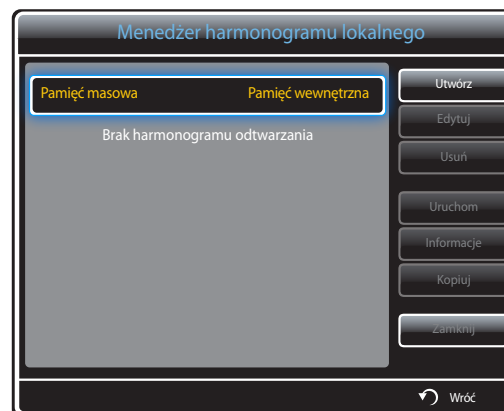 Menedżer harmonogramu lokalnego
Pamięć masowa Pamięć wewnętrzna
Brak harmonogramu odtwarzania
Utwórz
Edytuj
Usuń
Uruchom
Informacje
Kopiuj
Zamknij
Wróć